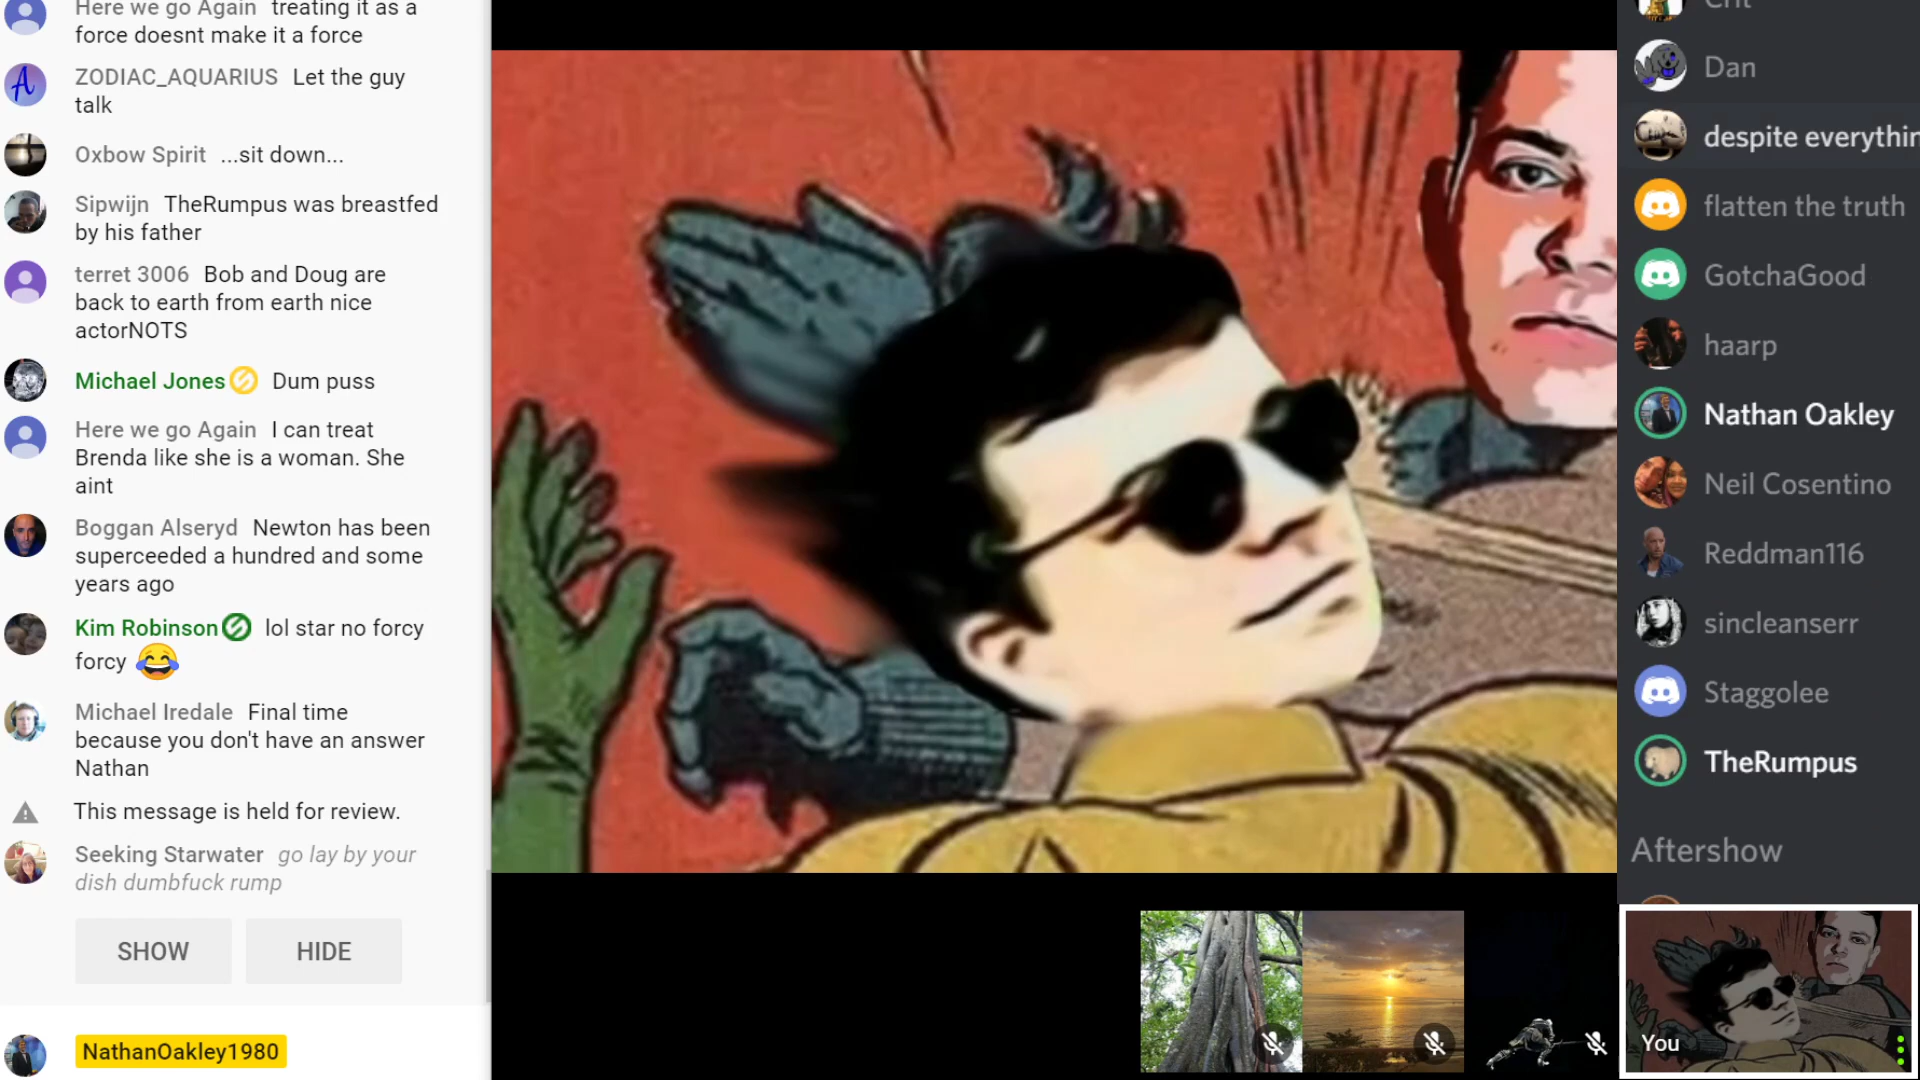 Here we go Again treating it as a
force doesnt make it a force
ZODIAC_AQUARIUS Let the guy
talk
Oxbow Spirit ...sit down...
Sipwijn TheRumpus was breastfed
by his father
terret 3006 Bob and Doug are
back to earth from earth nice
actorNOTS
Michael Jones Dum puss
Here we go Again I can treat
Brenda like she is a woman. She
aint
Boggan Alseryd Newton has been
superceeded a hundred and some
years ago
Kim Robinson lol star no forcy
forcy 😂
Michael Iredale Final time
because you don't have an answer
Nathan
This message is held for review.
Seeking Starwater go lay by your
dish dumbfuck rump
SHOW HIDE
NathanOakley1980
Crit
Dan
despite everythin
flatten the truth
GotchaGood
haarp
Nathan Oakley
Neil Cosentino
Reddman116
sincleanserr
Staggolee
TheRumpus
Aftershow
You